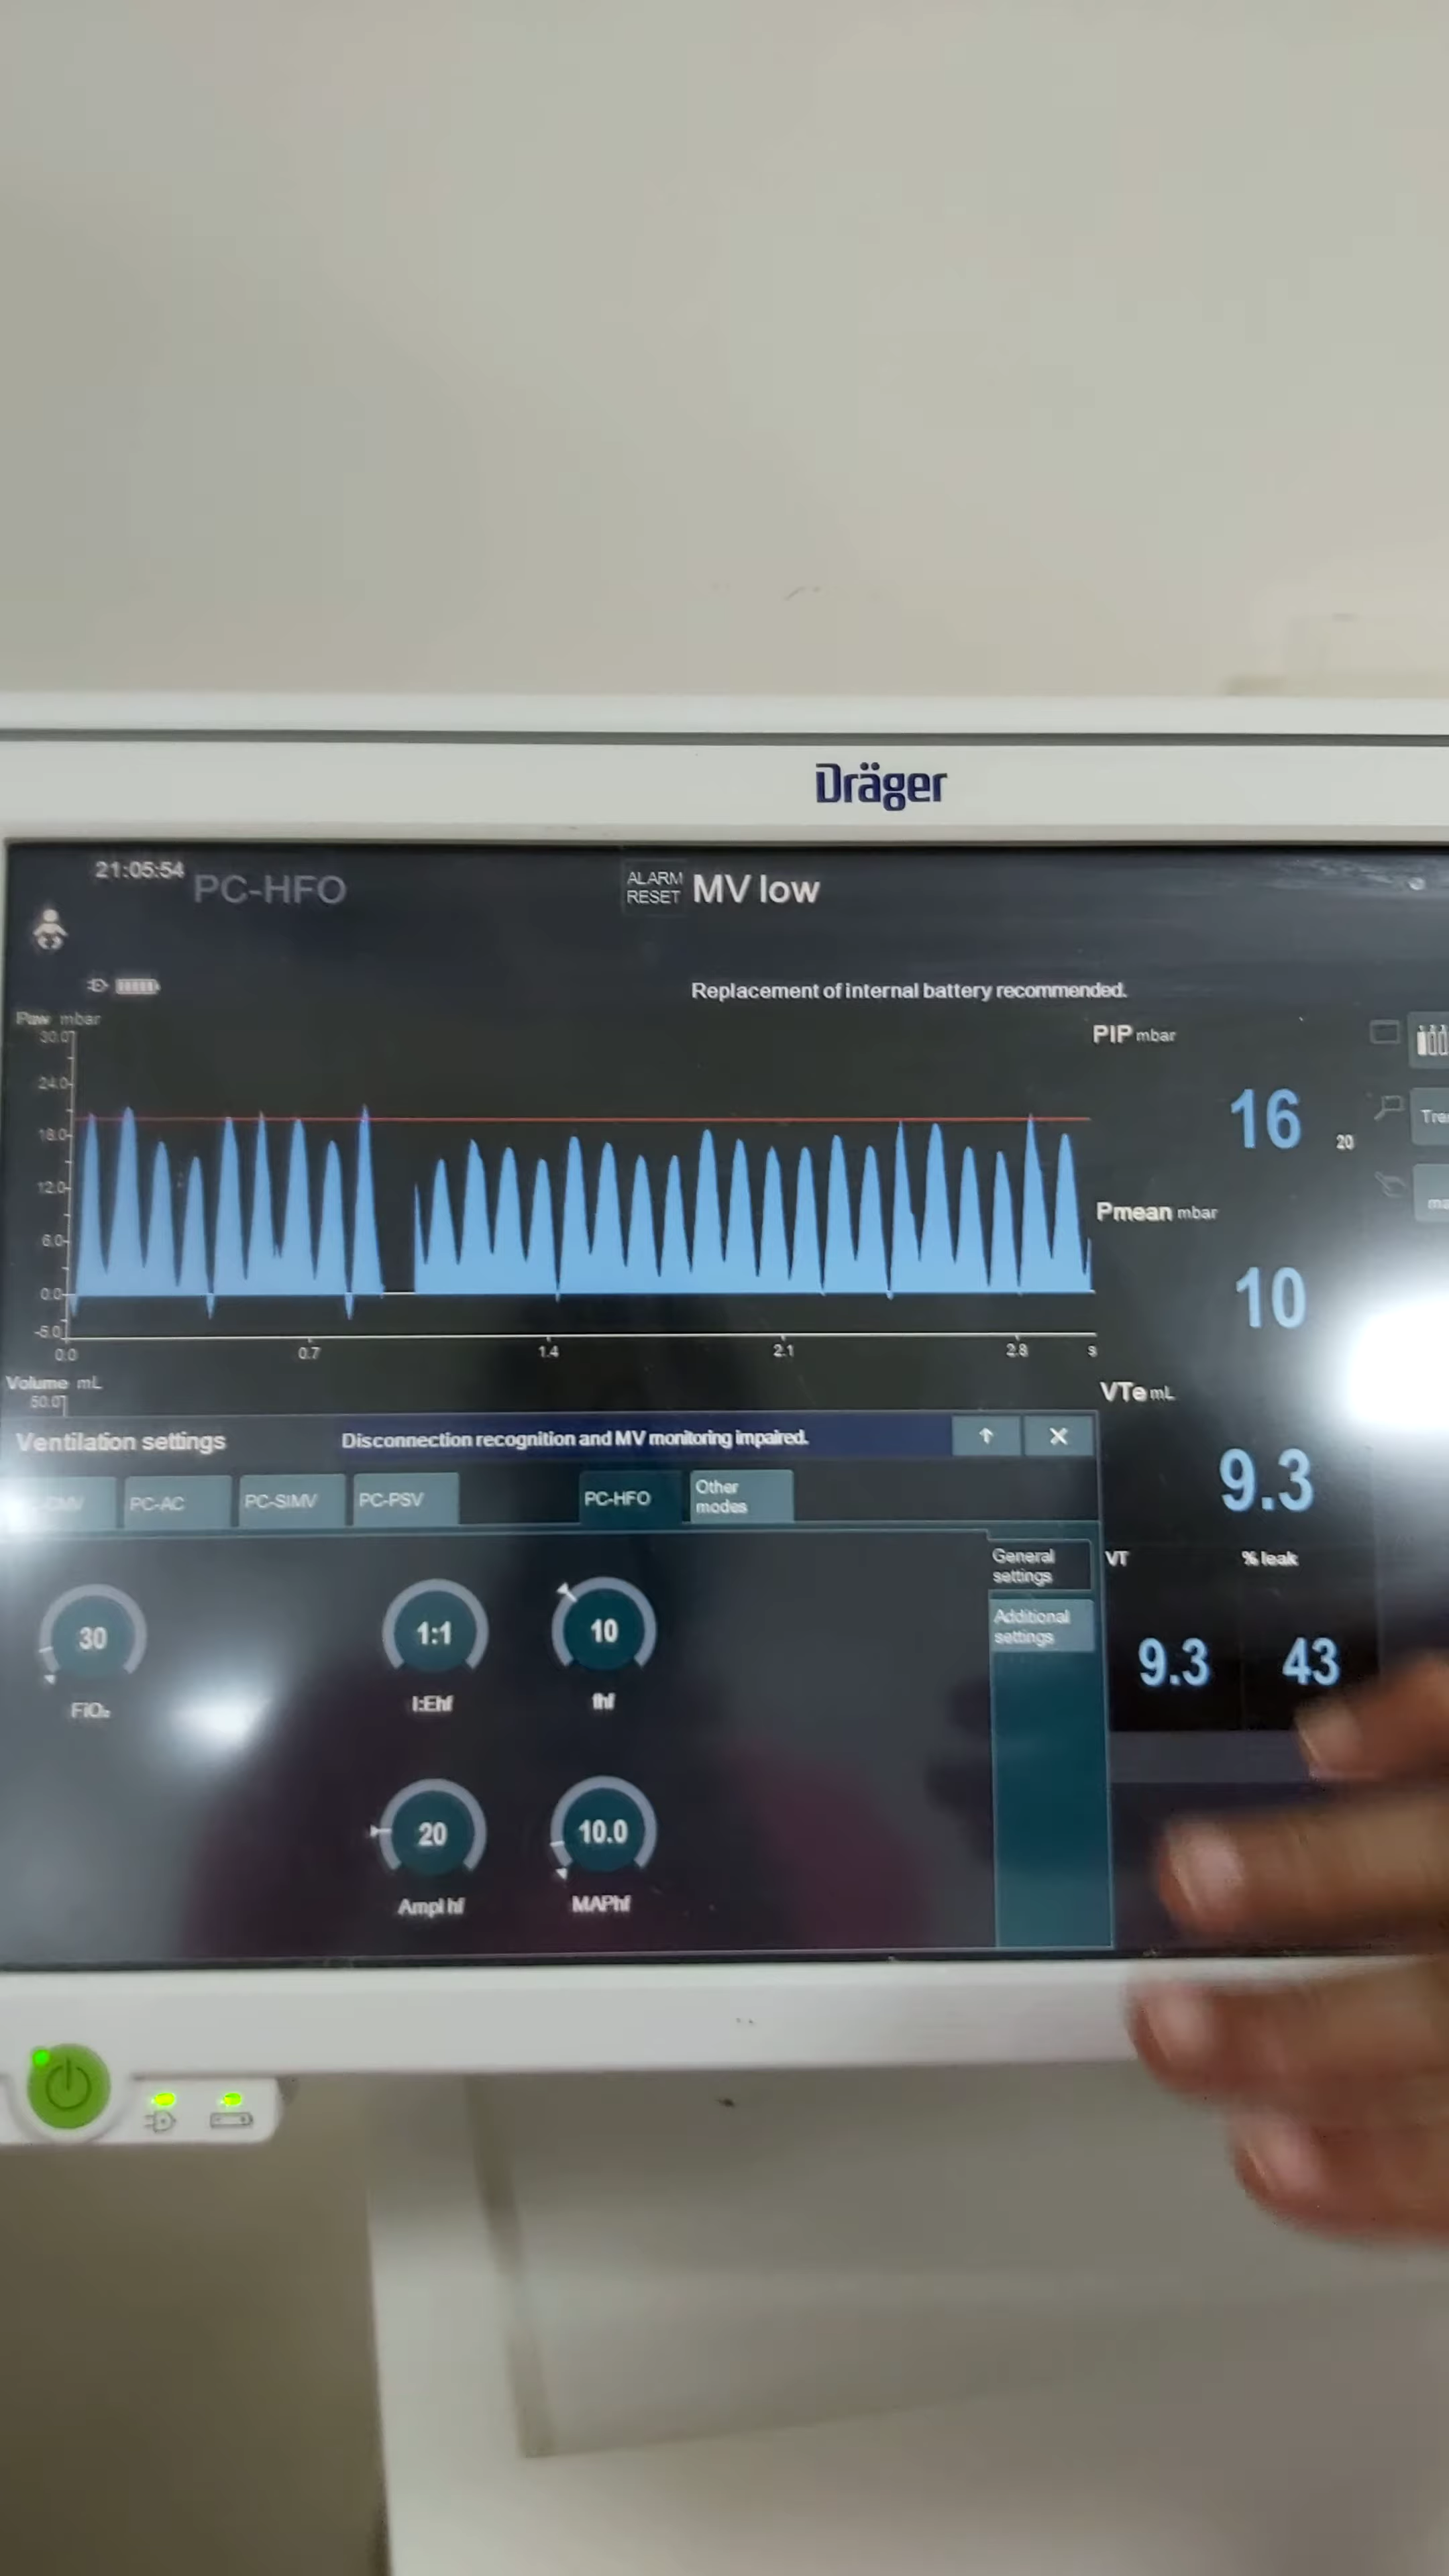 Dräger
21:05:54
PC-HFO
ALARM
RESET
MV low
Replacement of internal battery recommended.
Paw mbar
30.0
24.0
18.0
12.0
6.0
0.0
-5.0
0.0 0.7 1.4 2.1 2.8 s
PIP mbar
16
20
Pmean mbar
10
VTe mL
9.3
VT % leak
9.3 43
Volume mL
50.0
Ventilation settings
Disconnection recognition and MV monitoring impaired.
PC-AC
PC-SIMV
PC-PSV
PC-HFO
Other
modes
General
settings
Additional
settings
30
FiO₂
1:1
I:Ehf
10
fhf
20
Ampl hf
10.0
MAPhf